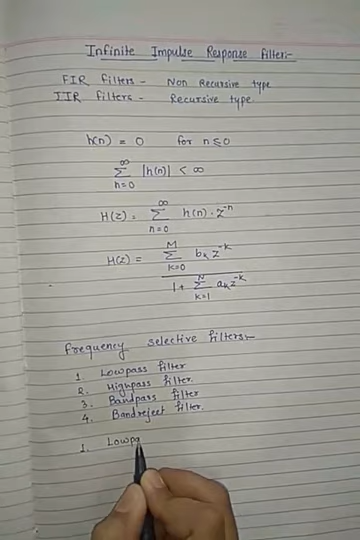 Infinite Impulse Response filter:-
FIR filters - Non Recursive type
IIR filters - Recursive type
h(n) = 0 for n ≤ 0
∞
Σ |h(n)| < ∞
n=0
∞
H(z) = Σ h(n) · z^-n
n=0
M
H(z) = Σ b_k z^-k
k=0
N
1 + Σ a_k z^-k
k=1
frequency selective filters:-
1. Lowpass filter
2. Highpass filter.
3. Bandpass filter
4. Bandreject filter.
1. Lowpa